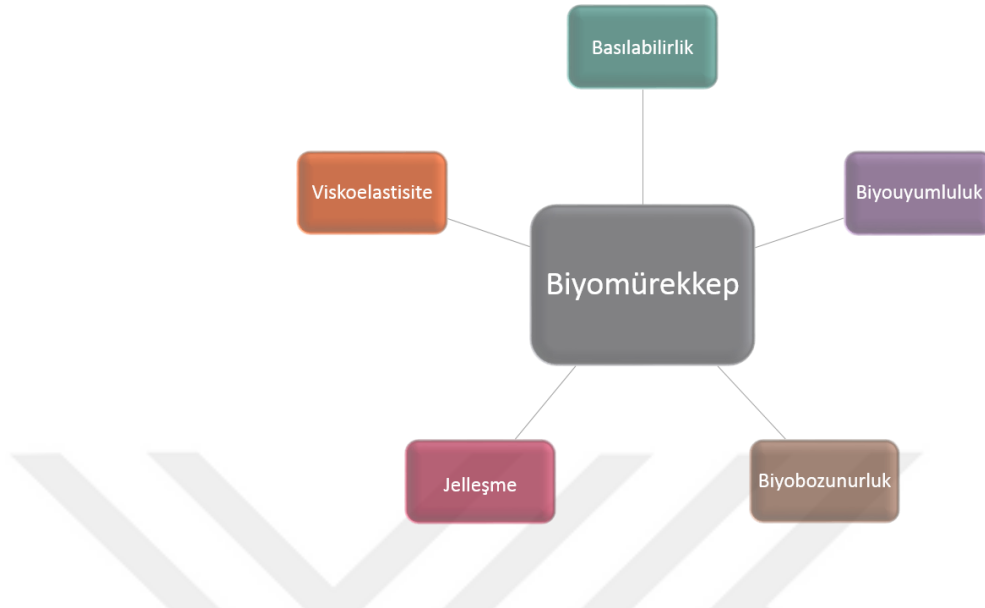 Basılabilirlik
Viskoelastisite
Biyouyumluluk
Biyomürekkep
Jelleşme
Biyobozunurluk